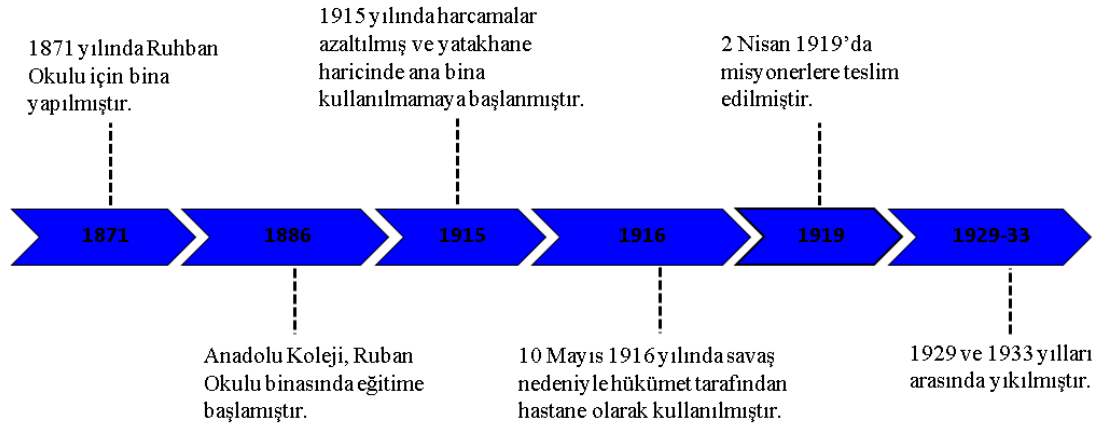 1871 yılında Ruhban
Okulu için bina
yapılmıştır.
1915 yılında harcamalar
azaltılmış ve yatakhane
haricinde ana bina
kullanılmamaya başlanmıştır.
2 Nisan 1919’da
misyonerlere teslim
edilmiştir.
1871
1886
1915
1916
1919
1929-33
Anadolu Koleji, Ruban
Okulu binasında eğitime
başlamıştır.
10 Mayıs 1916 yılında savaş
nedeniyle hükümet tarafından
hastane olarak kullanılmıştır.
1929 ve 1933 yılları
arasında yıkılmıştır.